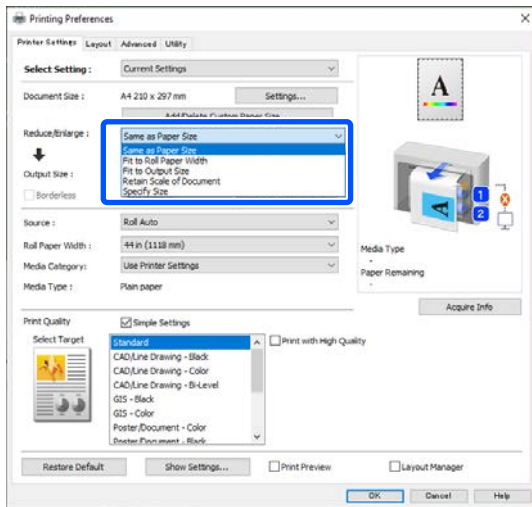 Printing Preferences
Printer Settings Layout Advanced Utility
Select Setting : Current Settings
Document Size : A4 210 x 297 mm Settings...
Add/Delete Custom Paper Size...
Reduce/Enlarge : Same as Paper Size
Same as Paper Size
Fit to Roll Paper Width
Fit to Output Size
Output Size :
Retain Scale of Document
Borderless
Specify Size
Source : Roll Auto
Roll Paper Width : 44 in (1118 mm)
Media Category: Use Printer Settings
Media Type : Plain paper
A
A
1
2
Media Type
-
Paper Remaining
-
Acquire Info
Print Quality Simple Settings
Select Target
Standard
CAD/Line Drawing - Black
CAD/Line Drawing - Color
CAD/Line Drawing - Bi-Level
GIS - Black
GIS - Color
Poster/Document - Color
Poster/Document - Black
Print with High Quality
Restore Default Show Settings... Print Preview Layout Manager
OK Cancel Help